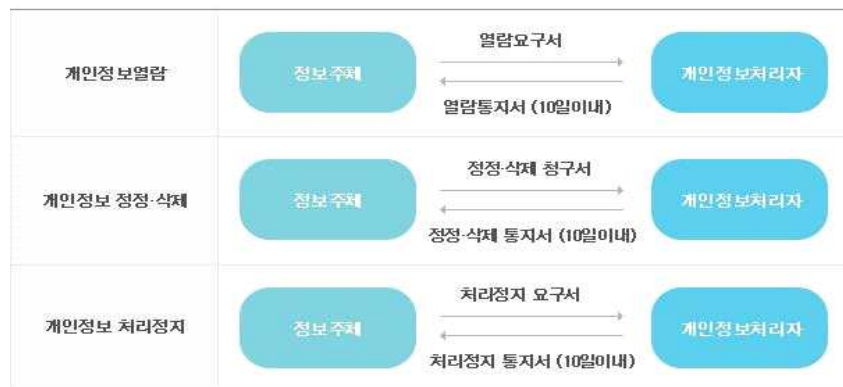 개인정보열람
정보주체
열람요구서
열람통지서 (10일이내)
개인정보처리자
개인정보 정정·삭제
정보주체
정정·삭제 청구서
정정·삭제 통지서 (10일이내)
개인정보처리자
개인정보 처리정지
정보주체
처리정지 요구서
처리정지 통지서 (10일이내)
개인정보처리자